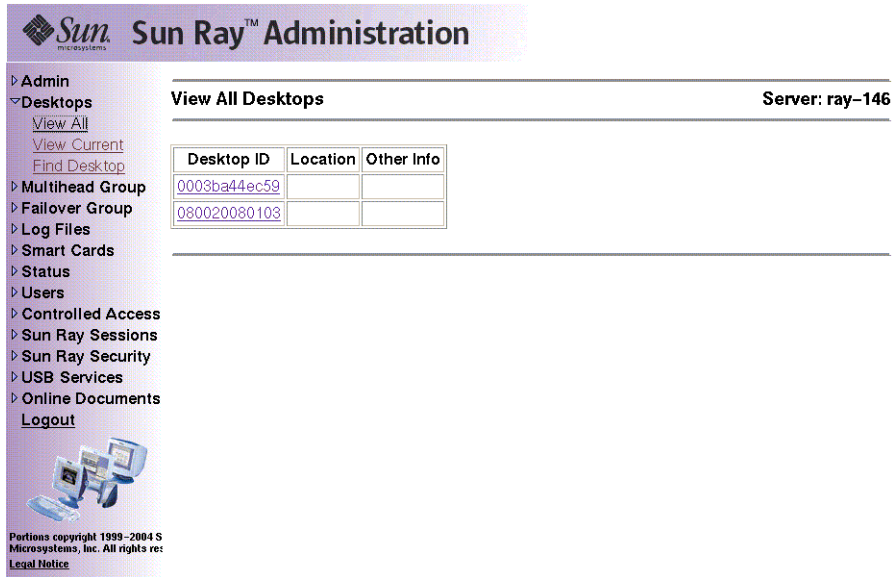 Sun microsystems Sun Ray™ Administration
Admin
Desktops
View All
View Current
Find Desktop
Multihead Group
Failover Group
Log Files
Smart Cards
Status
Users
Controlled Access
Sun Ray Sessions
Sun Ray Security
USB Services
Online Documents
Logout
Portions copyright 1999–2004 S
Microsystems, Inc. All rights res
Legal Notice
View All Desktops Server: ray–146
Desktop ID Location Other Info
0003ba44ec59
080020080103